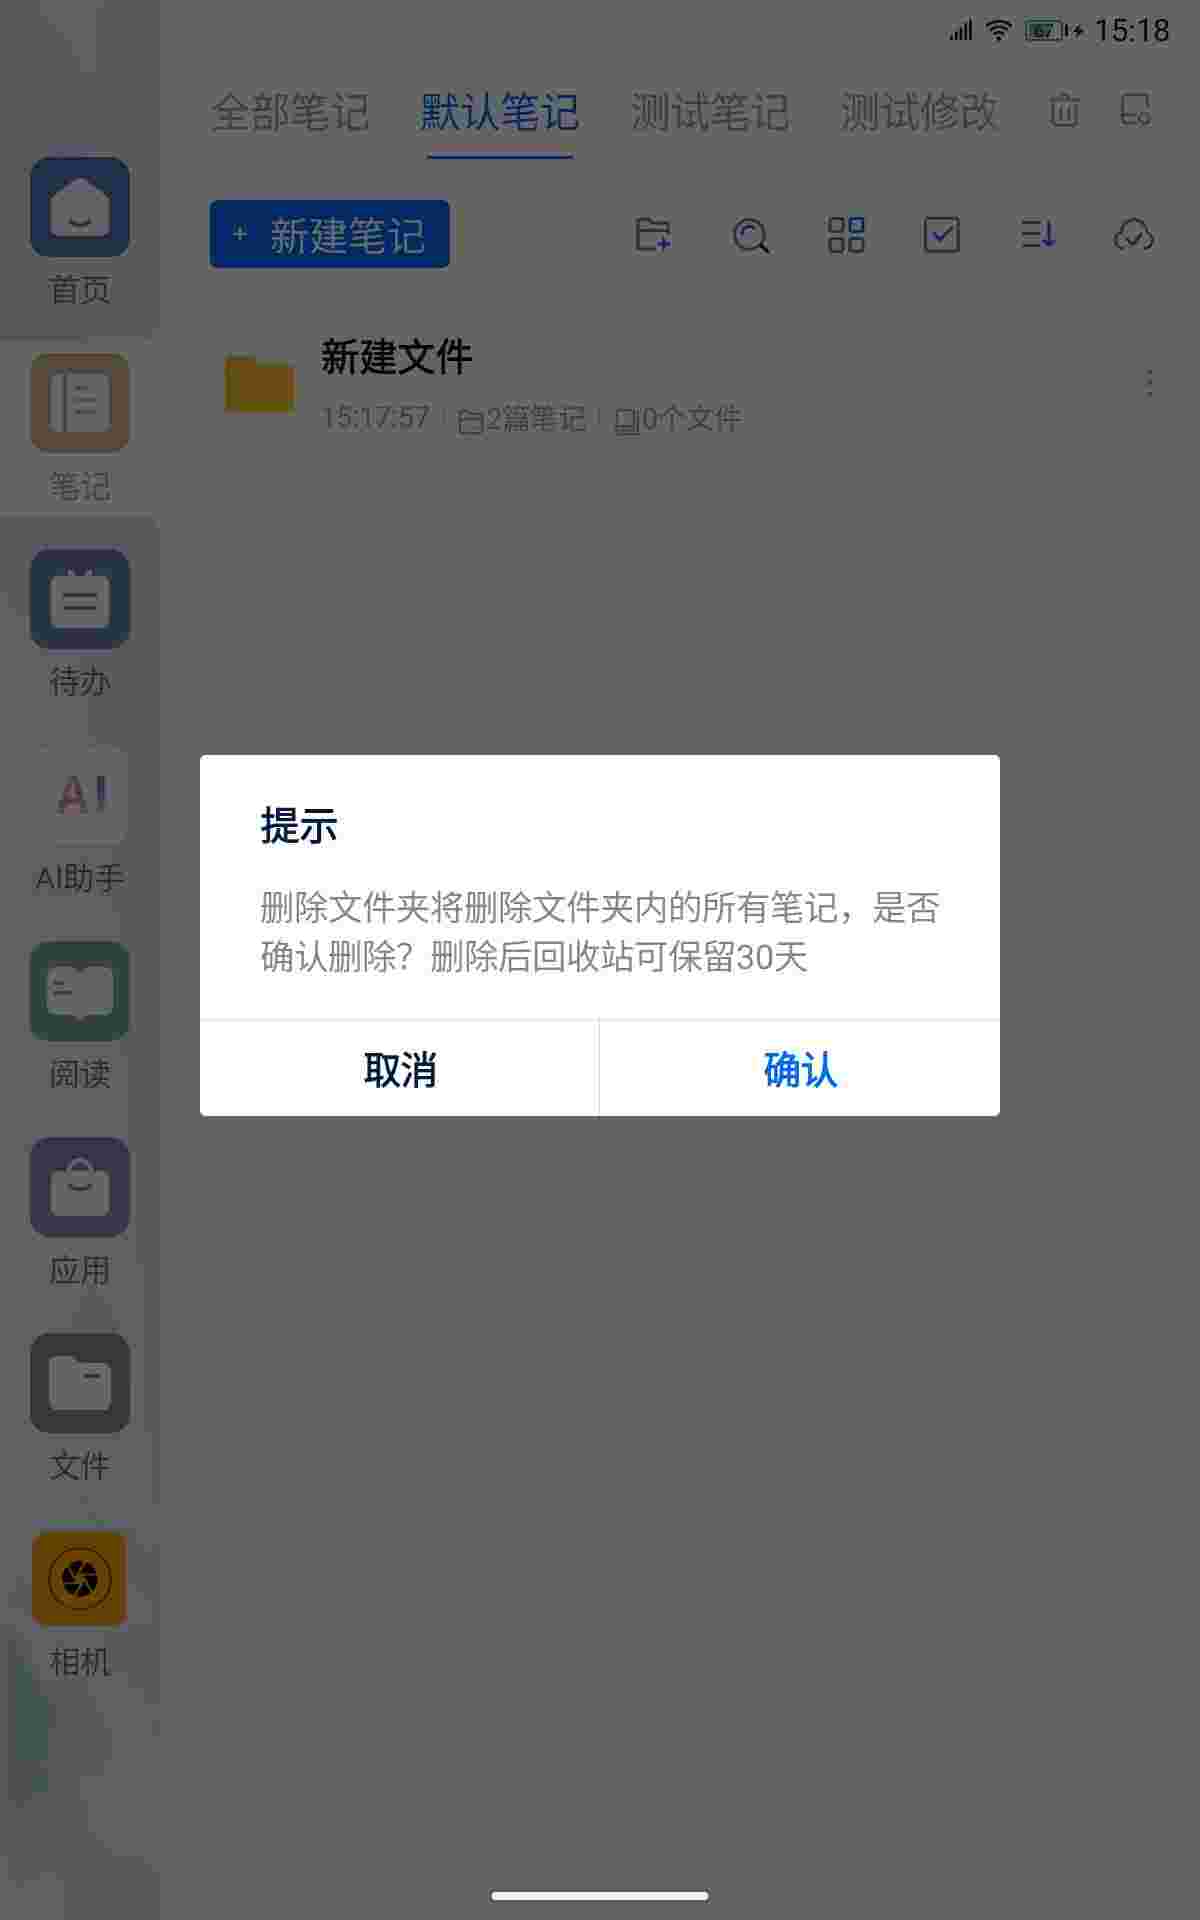 67 15:18
全部笔记 默认笔记 测试笔记 测试修改
+ 新建笔记
首页
新建文件
15:17:57 2篇笔记 0个文件
笔记
待办
AI
AI助手
提示
删除文件夹将删除文件夹内的所有笔记，是否
确认删除？删除后回收站可保留30天
取消 确认
阅读
应用
文件
相机